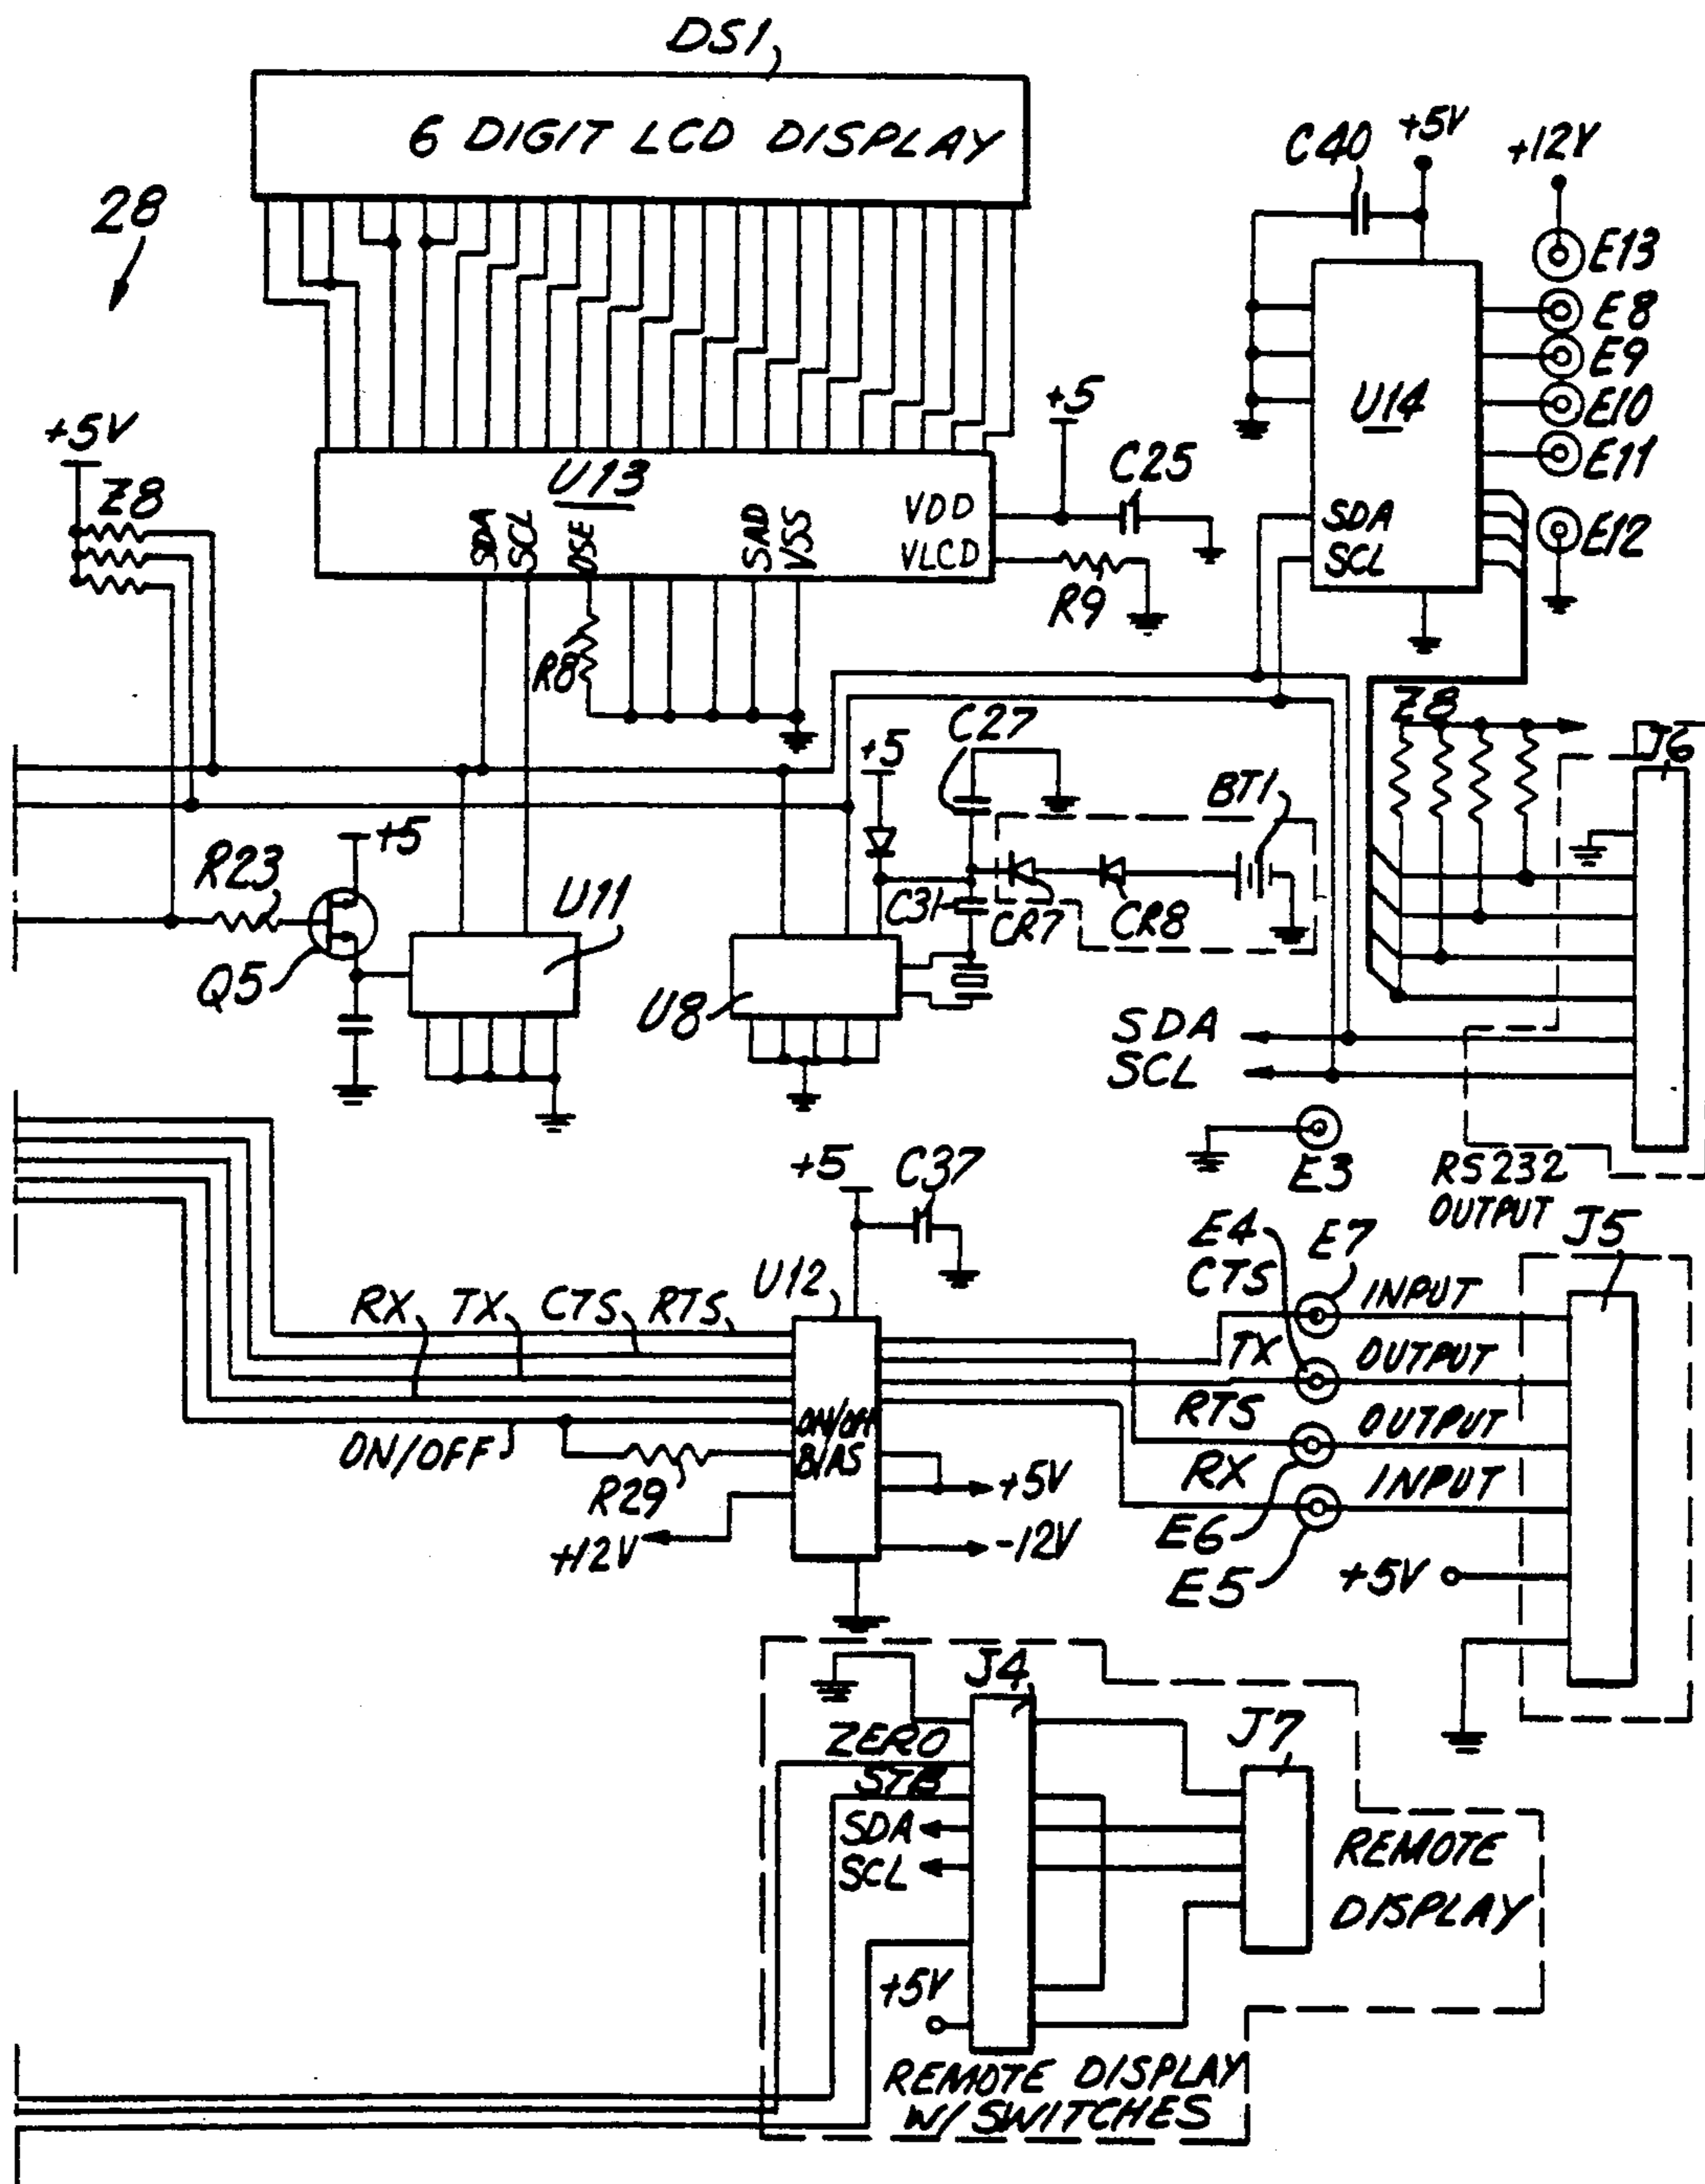 DS1
6 DIGIT LCD DISPLAY
28
C40
+5V
+12V
E13
E8
E9
E10
E11
E12
U14
SDA
SCL
+5V
Z8
U13
SDA
SCL
OSE
SAD
VSS
VDD
VLCD
+5
C25
R9
R8
Z8
J6
C27
+5
BT1
+5
R23
U11
C31
CR7
CR8
Q5
U8
SDA
SCL
E3
RS232
OUTPUT
+5
C37
J5
E4
E7
CTS
INPUT
U12
RX
TX
CTS
RTS
TX
OUTPUT
RTS
OUTPUT
ON/OFF
ON/OFF
BIAS
RX
INPUT
R29
+5V
+12V
-12V
E6
E5
+5V
J4
J7
ZERO
STB
SDA
SCL
REMOTE
DISPLAY
+5V
REMOTE DISPLAY
W/SWITCHES